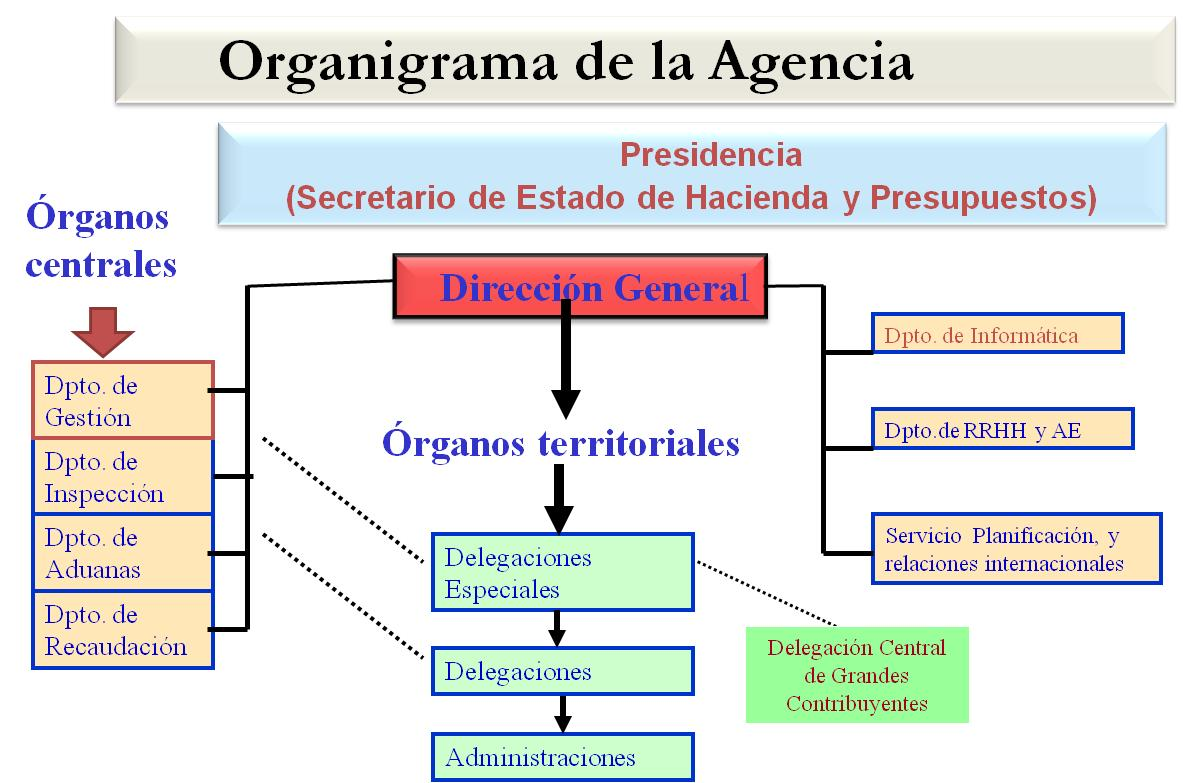 Organigrama de la Agencia
Presidencia
(Secretario de Estado de Hacienda y Presupuestos)
Órganos
centrales
Dirección General
Dpto. de Informática
Dpto. de
Gestión
Dpto.de RRHH y AE
Órganos territoriales
Dpto. de
Inspección
Dpto. de
Aduanas
Servicio Planificación, y
relaciones internacionales
Delegaciones
Especiales
Dpto. de
Recaudación
Delegaciones
Delegación Central
de Grandes
Contribuyentes
Administraciones